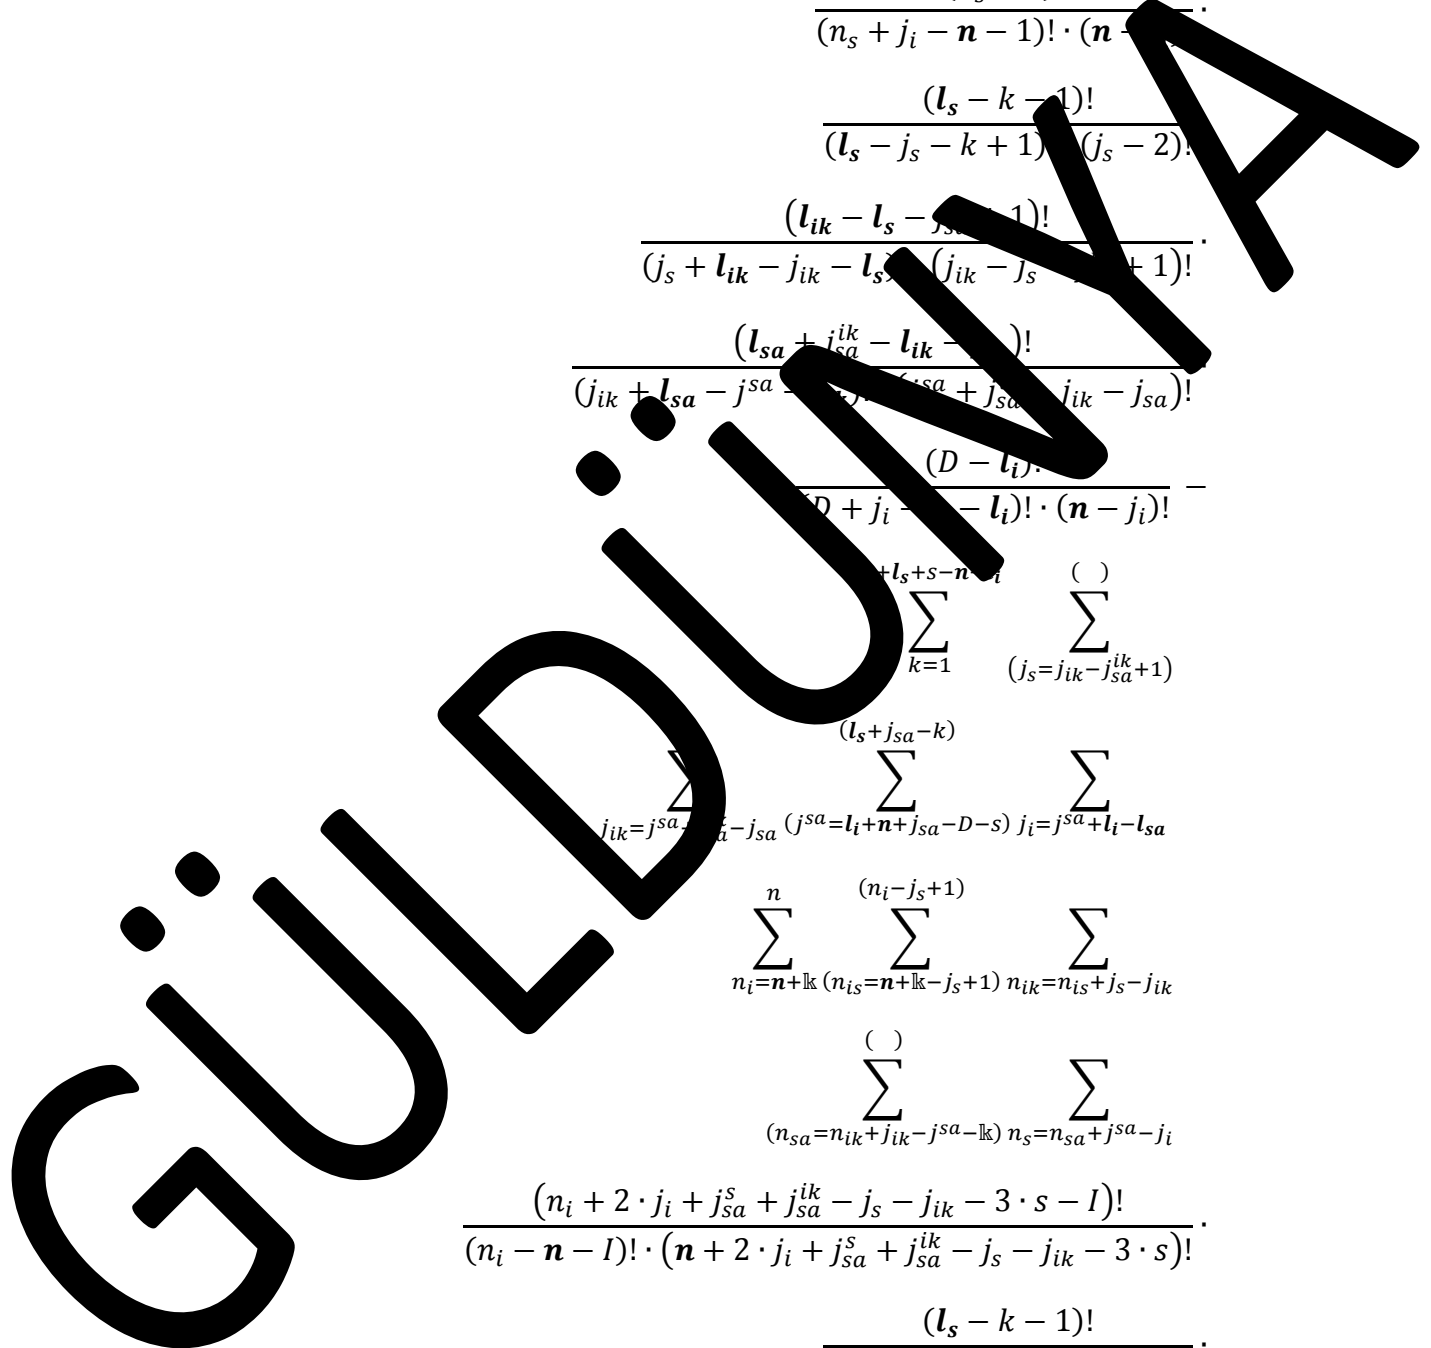 (n_s + j_i − n − 1)! · (n −
(l_s − k − 1)!
(l_s − j_s − k + 1) (j_s − 2)!
(l_ik − l_s − 1)!
(j_s + l_ik − j_ik − l_s) (j_ik − j_s + 1)!
(l_sa + j_sa^ik − l_ik − )!
(j_ik + l_sa − j^sa − + j_sa j_ik − j_sa)!
(D − l_i)!
(D + j_i − − l_i)! · (n − j_i)! −
+l_s+s−n− ( )
∑ ∑
k=1 (j_s=j_ik−j_sa^ik+1)
(l_s+j_sa−k)
∑ ∑ ∑
j_ik=j^sa −j_sa (j^sa=l_i+n+j_sa−D−s) j_i=j^sa+l_i−l_sa
n (n_i−j_s+1)
∑ ∑ ∑
n_i=n+𝕜 (n_is=n+𝕜−j_s+1) n_ik=n_is+j_s−j_ik
( )
∑ ∑
(n_sa=n_ik+j_ik−j^sa−𝕜) n_s=n_sa+j^sa−j_i
(n_i + 2 · j_i + j_sa^s + j_sa^ik − j_s − j_ik − 3 · s − I)!
(n_i − n − I)! · (n + 2 · j_i + j_sa^s + j_sa^ik − j_s − j_ik − 3 · s)! ·
(l_s − k − 1)!
GÜLDÜNYA